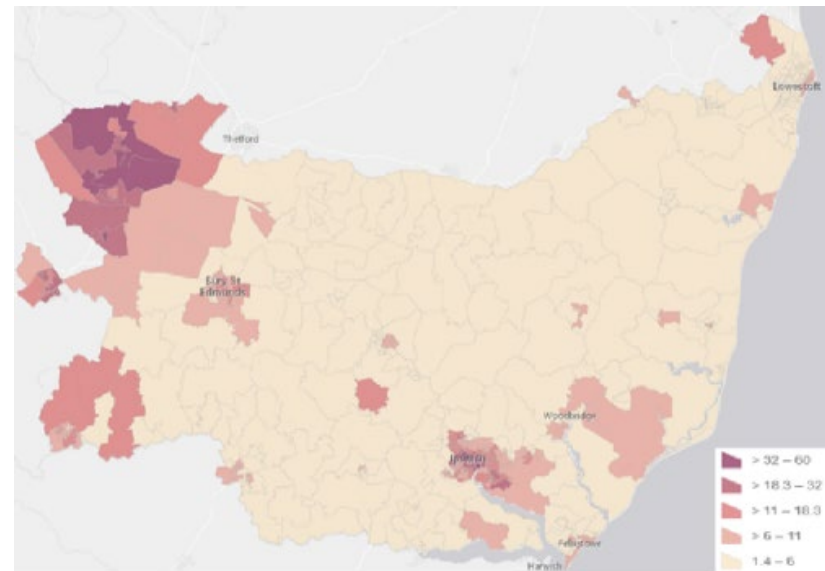 Lowestoft
Thetford
Bury St
Edmunds
Woodbridge
Ipswich
Felixstowe
Harwich
> 32 – 60
> 18.3 – 32
> 11 – 18.3
> 6 – 11
1.4 – 6